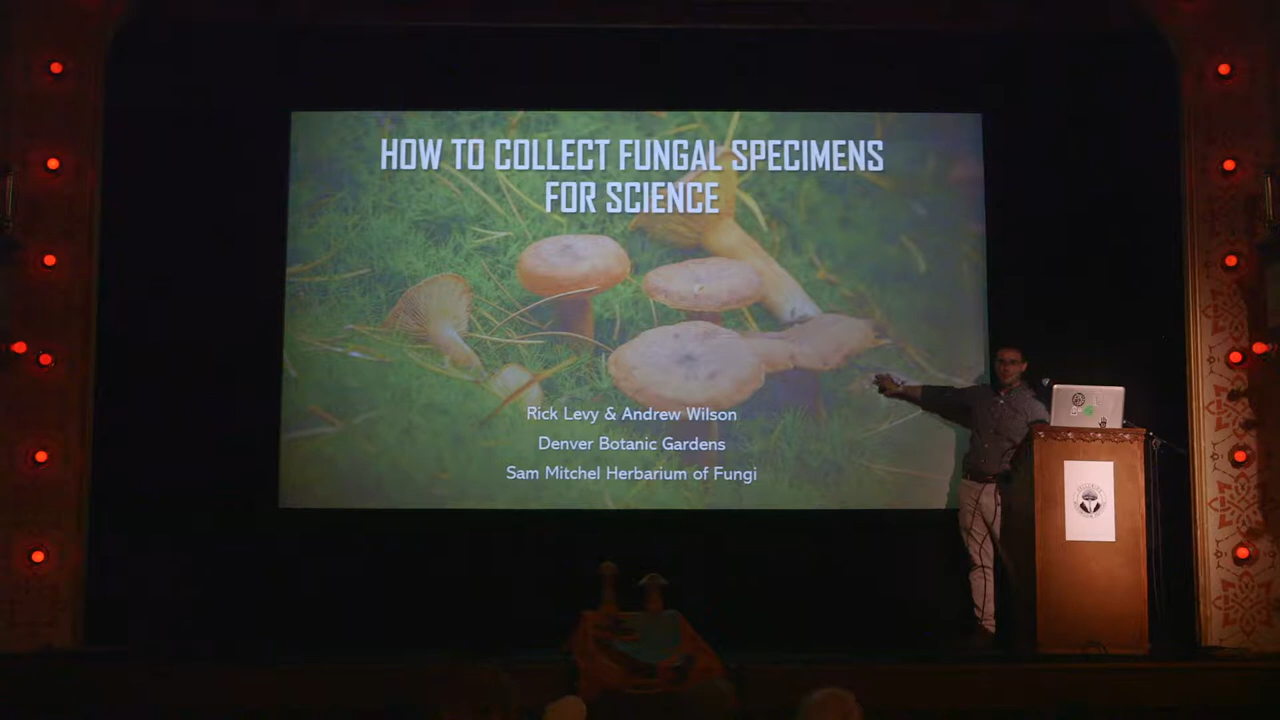 HOW TO COLLECT FUNGAL SPECIMENS
FOR SCIENCE
Rick Levy & Andrew Wilson
Denver Botanic Gardens
Sam Mitchel Herbarium of Fungi